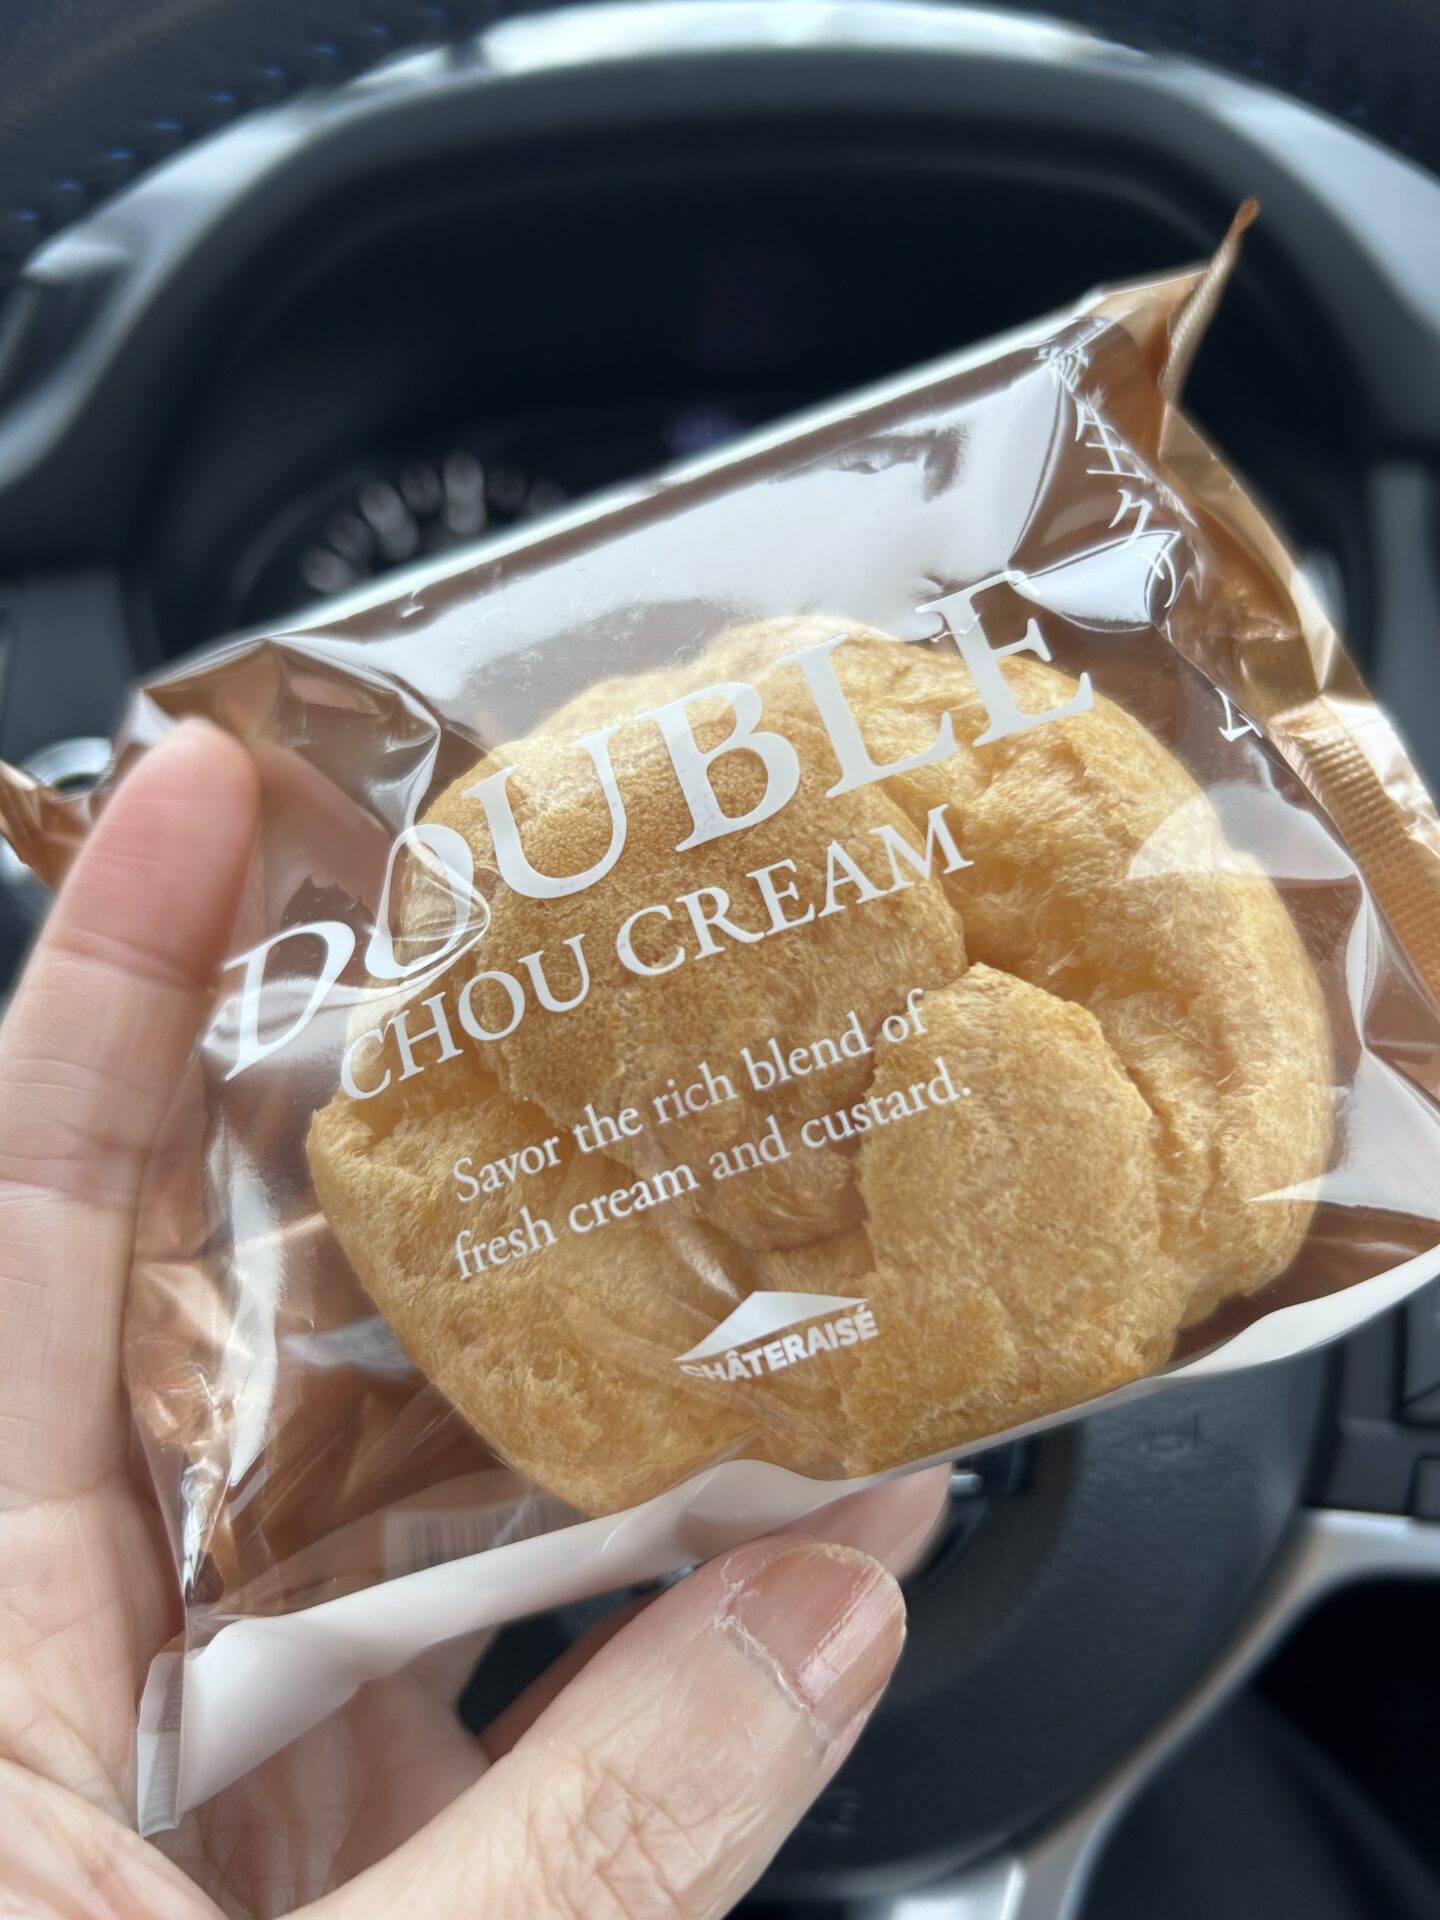 DOUBLE
CHOU CREAM
Savor the rich blend of
fresh cream and custard.
CHÂTERAISÉ